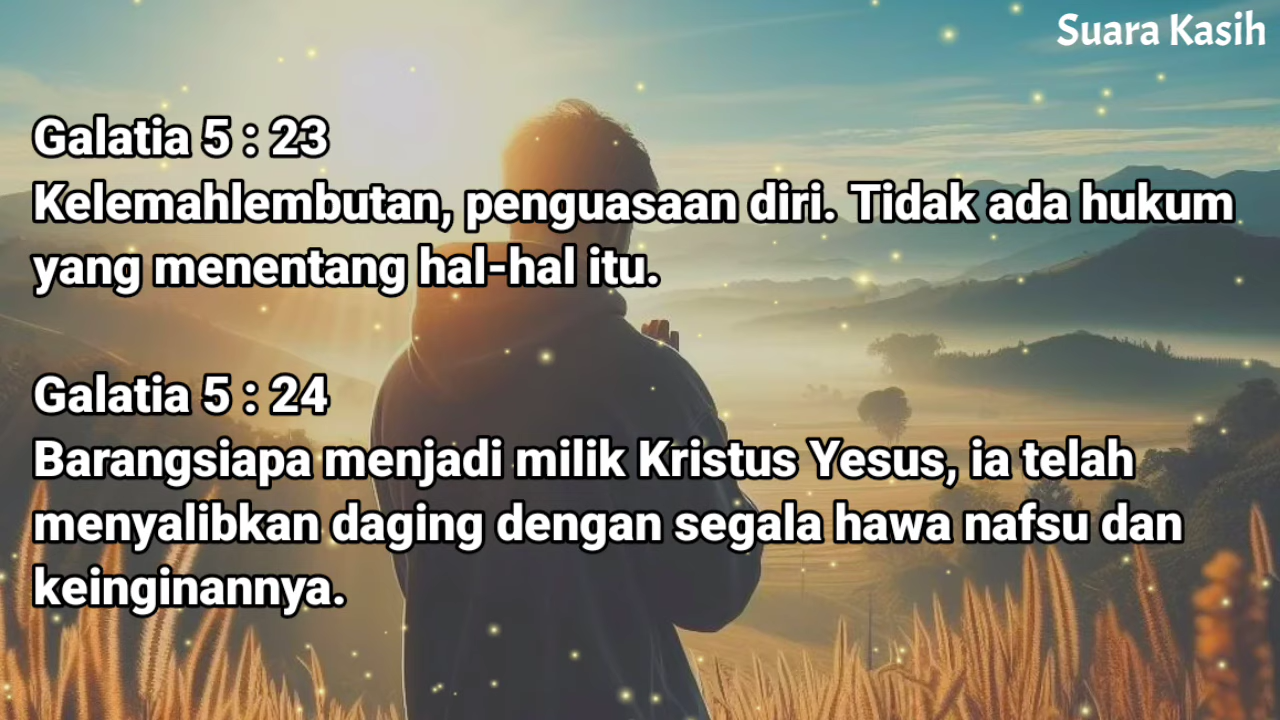 Suara Kasih
Galatia 5 : 23
Kelemahlembutan, penguasaan diri. Tidak ada hukum
yang menentang hal-hal itu.
Galatia 5 : 24
Barangsiapa menjadi milik Kristus Yesus, ia telah
menyalibkan daging dengan segala hawa nafsu dan
keinginannya.